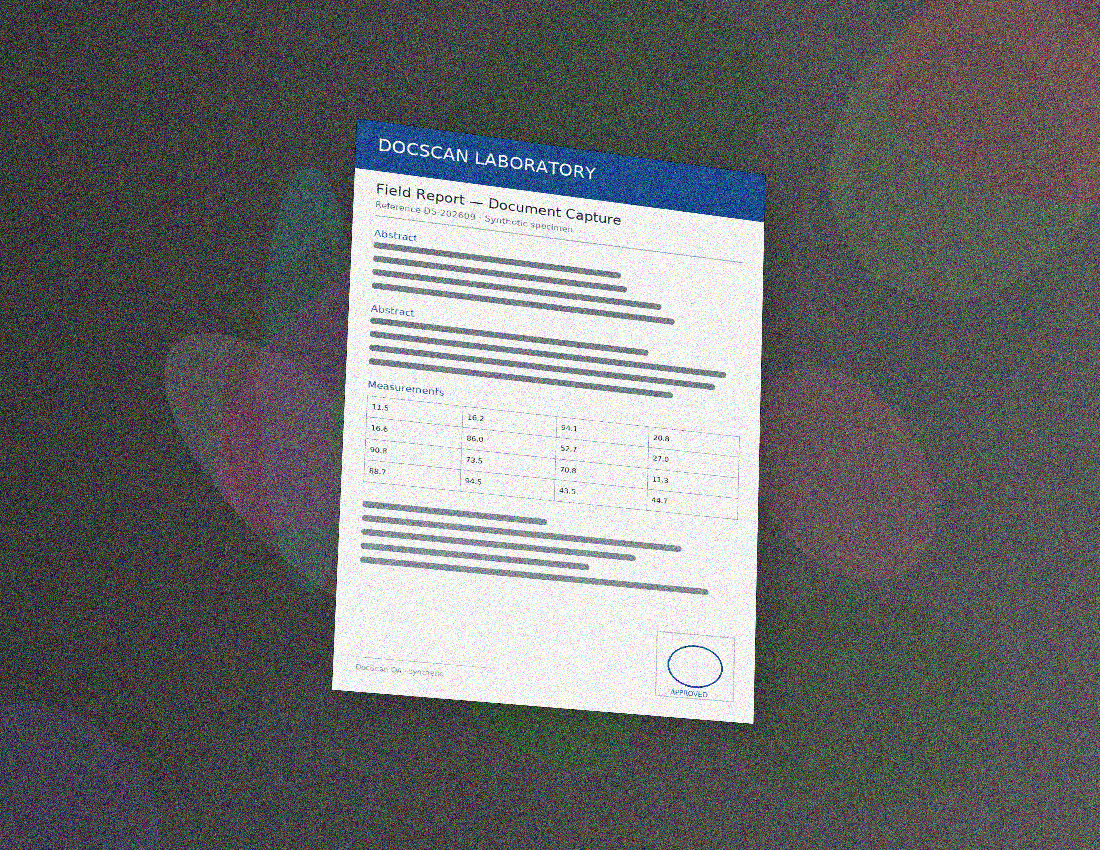 DOCSCAN LABORATORY
Field Report — Document Capture
Reference DS-202609 · Synthetic specimen
Abstract
Abstract
Measurements
11.5 16.2 94.1 20.8
16.6 86.0 52.7 27.0
90.8 73.5 70.8 11.3
68.7 94.5 43.5 44.7
APPROVED
DocScan QA · synthetic